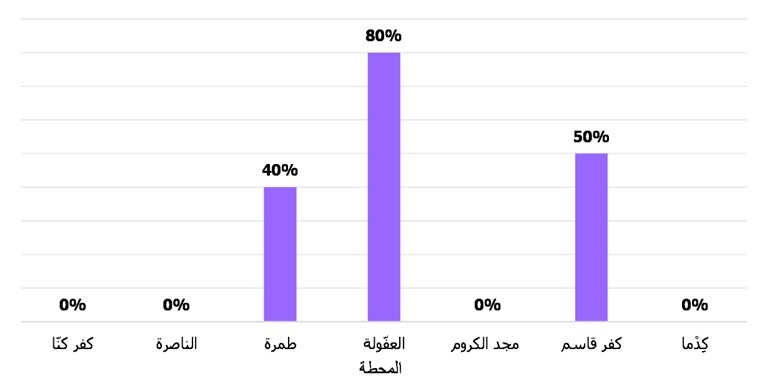 80%
50%
40%
0%
0%
0%
0%
كفر كنّا
الناصرة
طمرة
العفّولة
مجد الكروم
كفر قاسم
كِدْما
المحطة